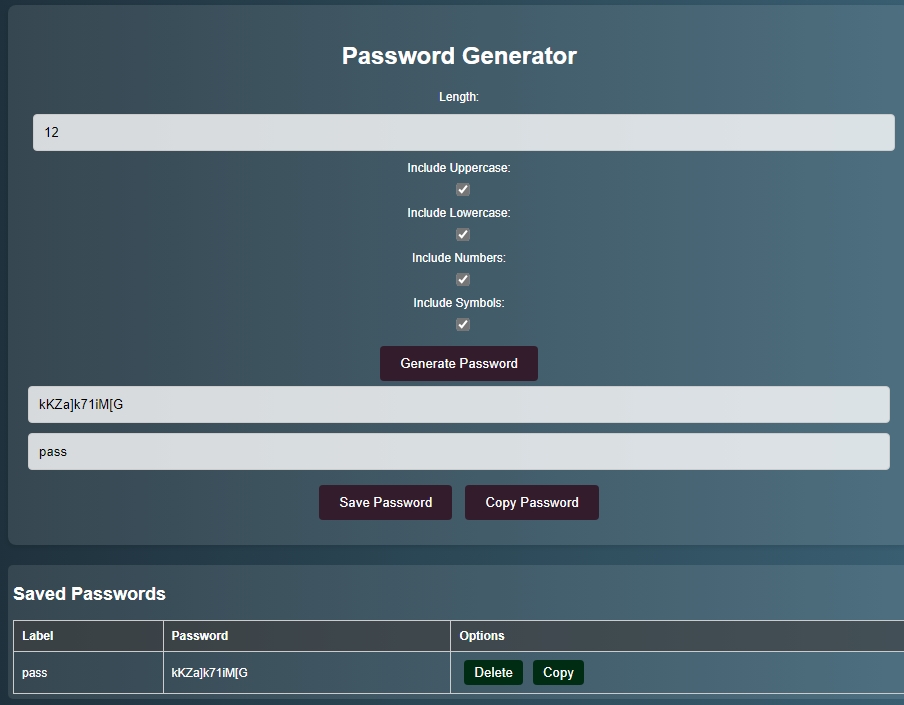 Password Generator
Length:
12
Include Uppercase:
Include Lowercase:
Include Numbers:
Include Symbols:
Generate Password
kKZa]k71iM[G
pass
Save Password Copy Password
Saved Passwords
Label Password Options
pass kKZa]k71iM[G Delete Copy